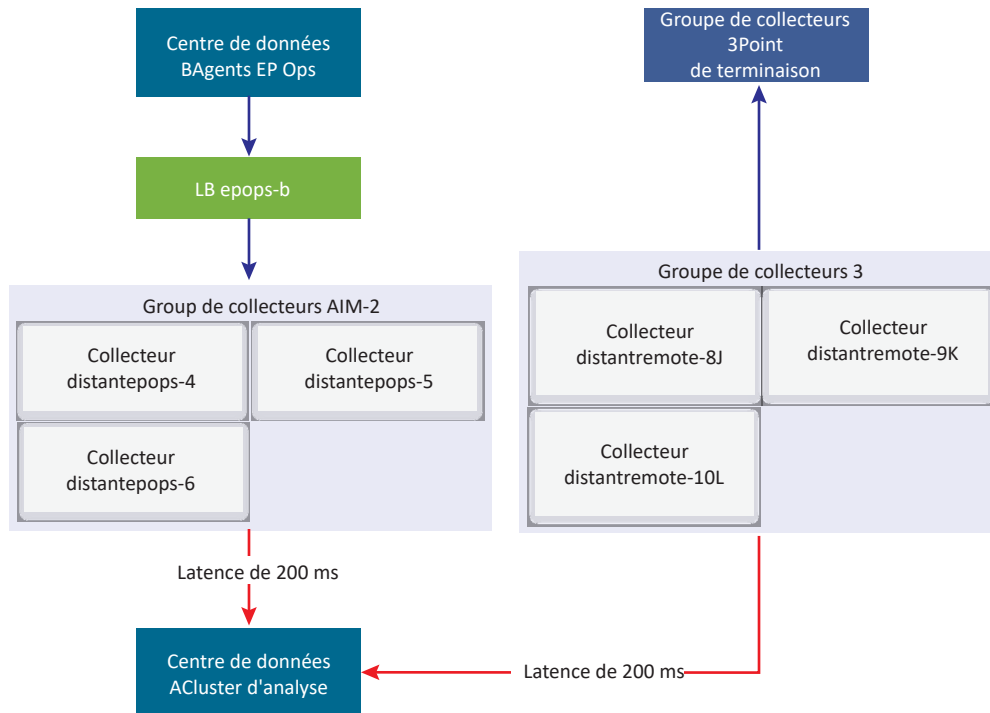 Centre de données
BAgents EP Ops
LB epops-b
Group de collecteurs AIM-2
Collecteur
distantepops-4
Collecteur
distantepops-5
Collecteur
distantepops-6
Latence de 200 ms
Centre de données
ACluster d'analyse
Groupe de collecteurs
3Point
de terminaison
Groupe de collecteurs 3
Collecteur
distantremote-8J
Collecteur
distantremote-9K
Collecteur
distantremote-10L
Latence de 200 ms